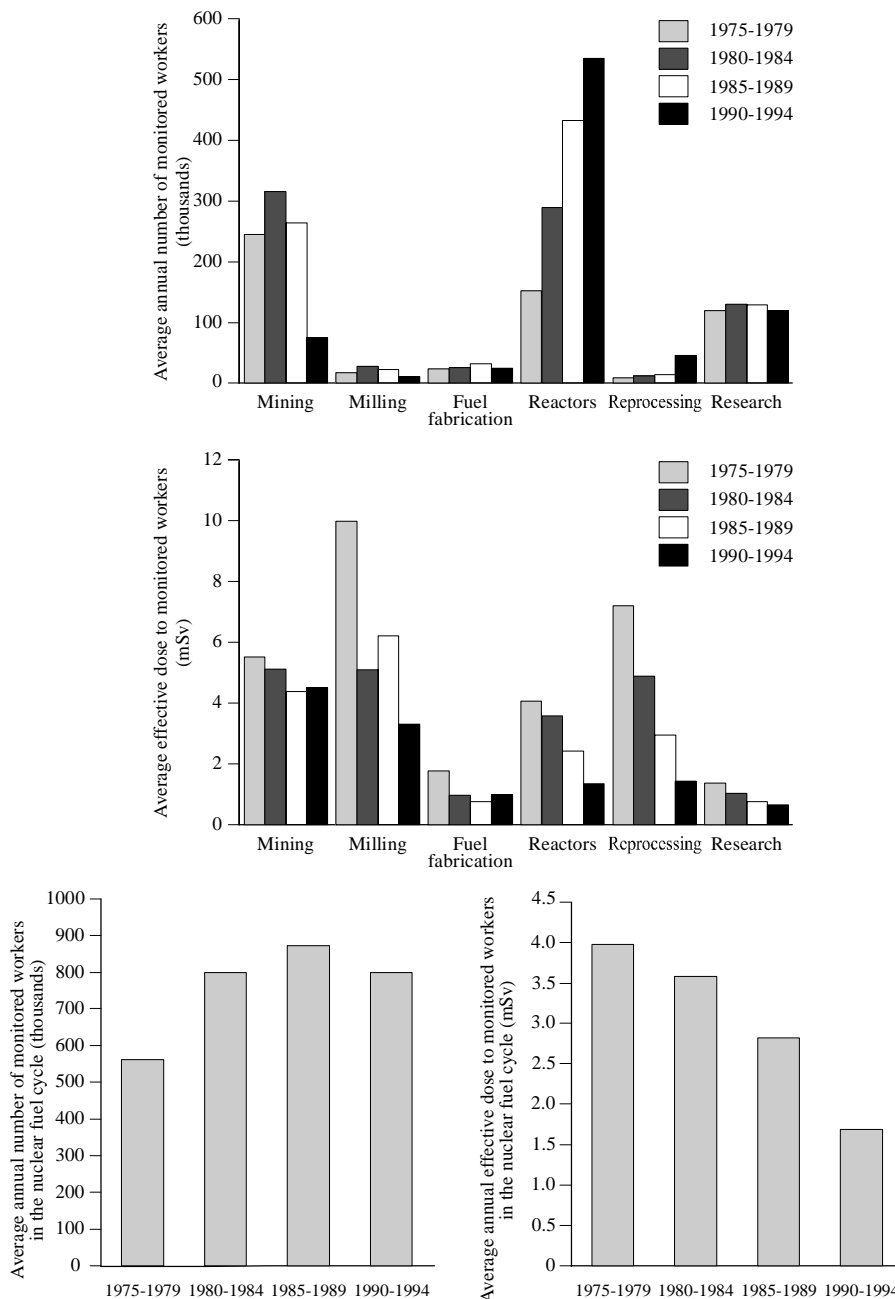 600
500
400
300
200
100
0
Average annual number of monitored workers
(thousands)
1975-1979
1980-1984
1985-1989
1990-1994
Mining
Milling
Fuel
fabrication
Reactors
Reprocessing
Research
12
10
8
6
4
2
0
Average effective dose to monitored workers
(mSv)
1975-1979
1980-1984
1985-1989
1990-1994
Mining
Milling
Fuel
fabrication
Reactors
Reprocessing
Research
1000
900
800
700
600
500
400
300
200
100
0
Average annual number of monitored workers
in the nuclear fuel cycle (thousands)
1975-1979
1980-1984
1985-1989
1990-1994
4.5
4.0
3.5
3.0
2.5
2.0
1.5
1.0
0.5
0
Average annual effective dose to monitored workers
in the nuclear fuel cycle (mSv)
1975-1979
1980-1984
1985-1989
1990-1994